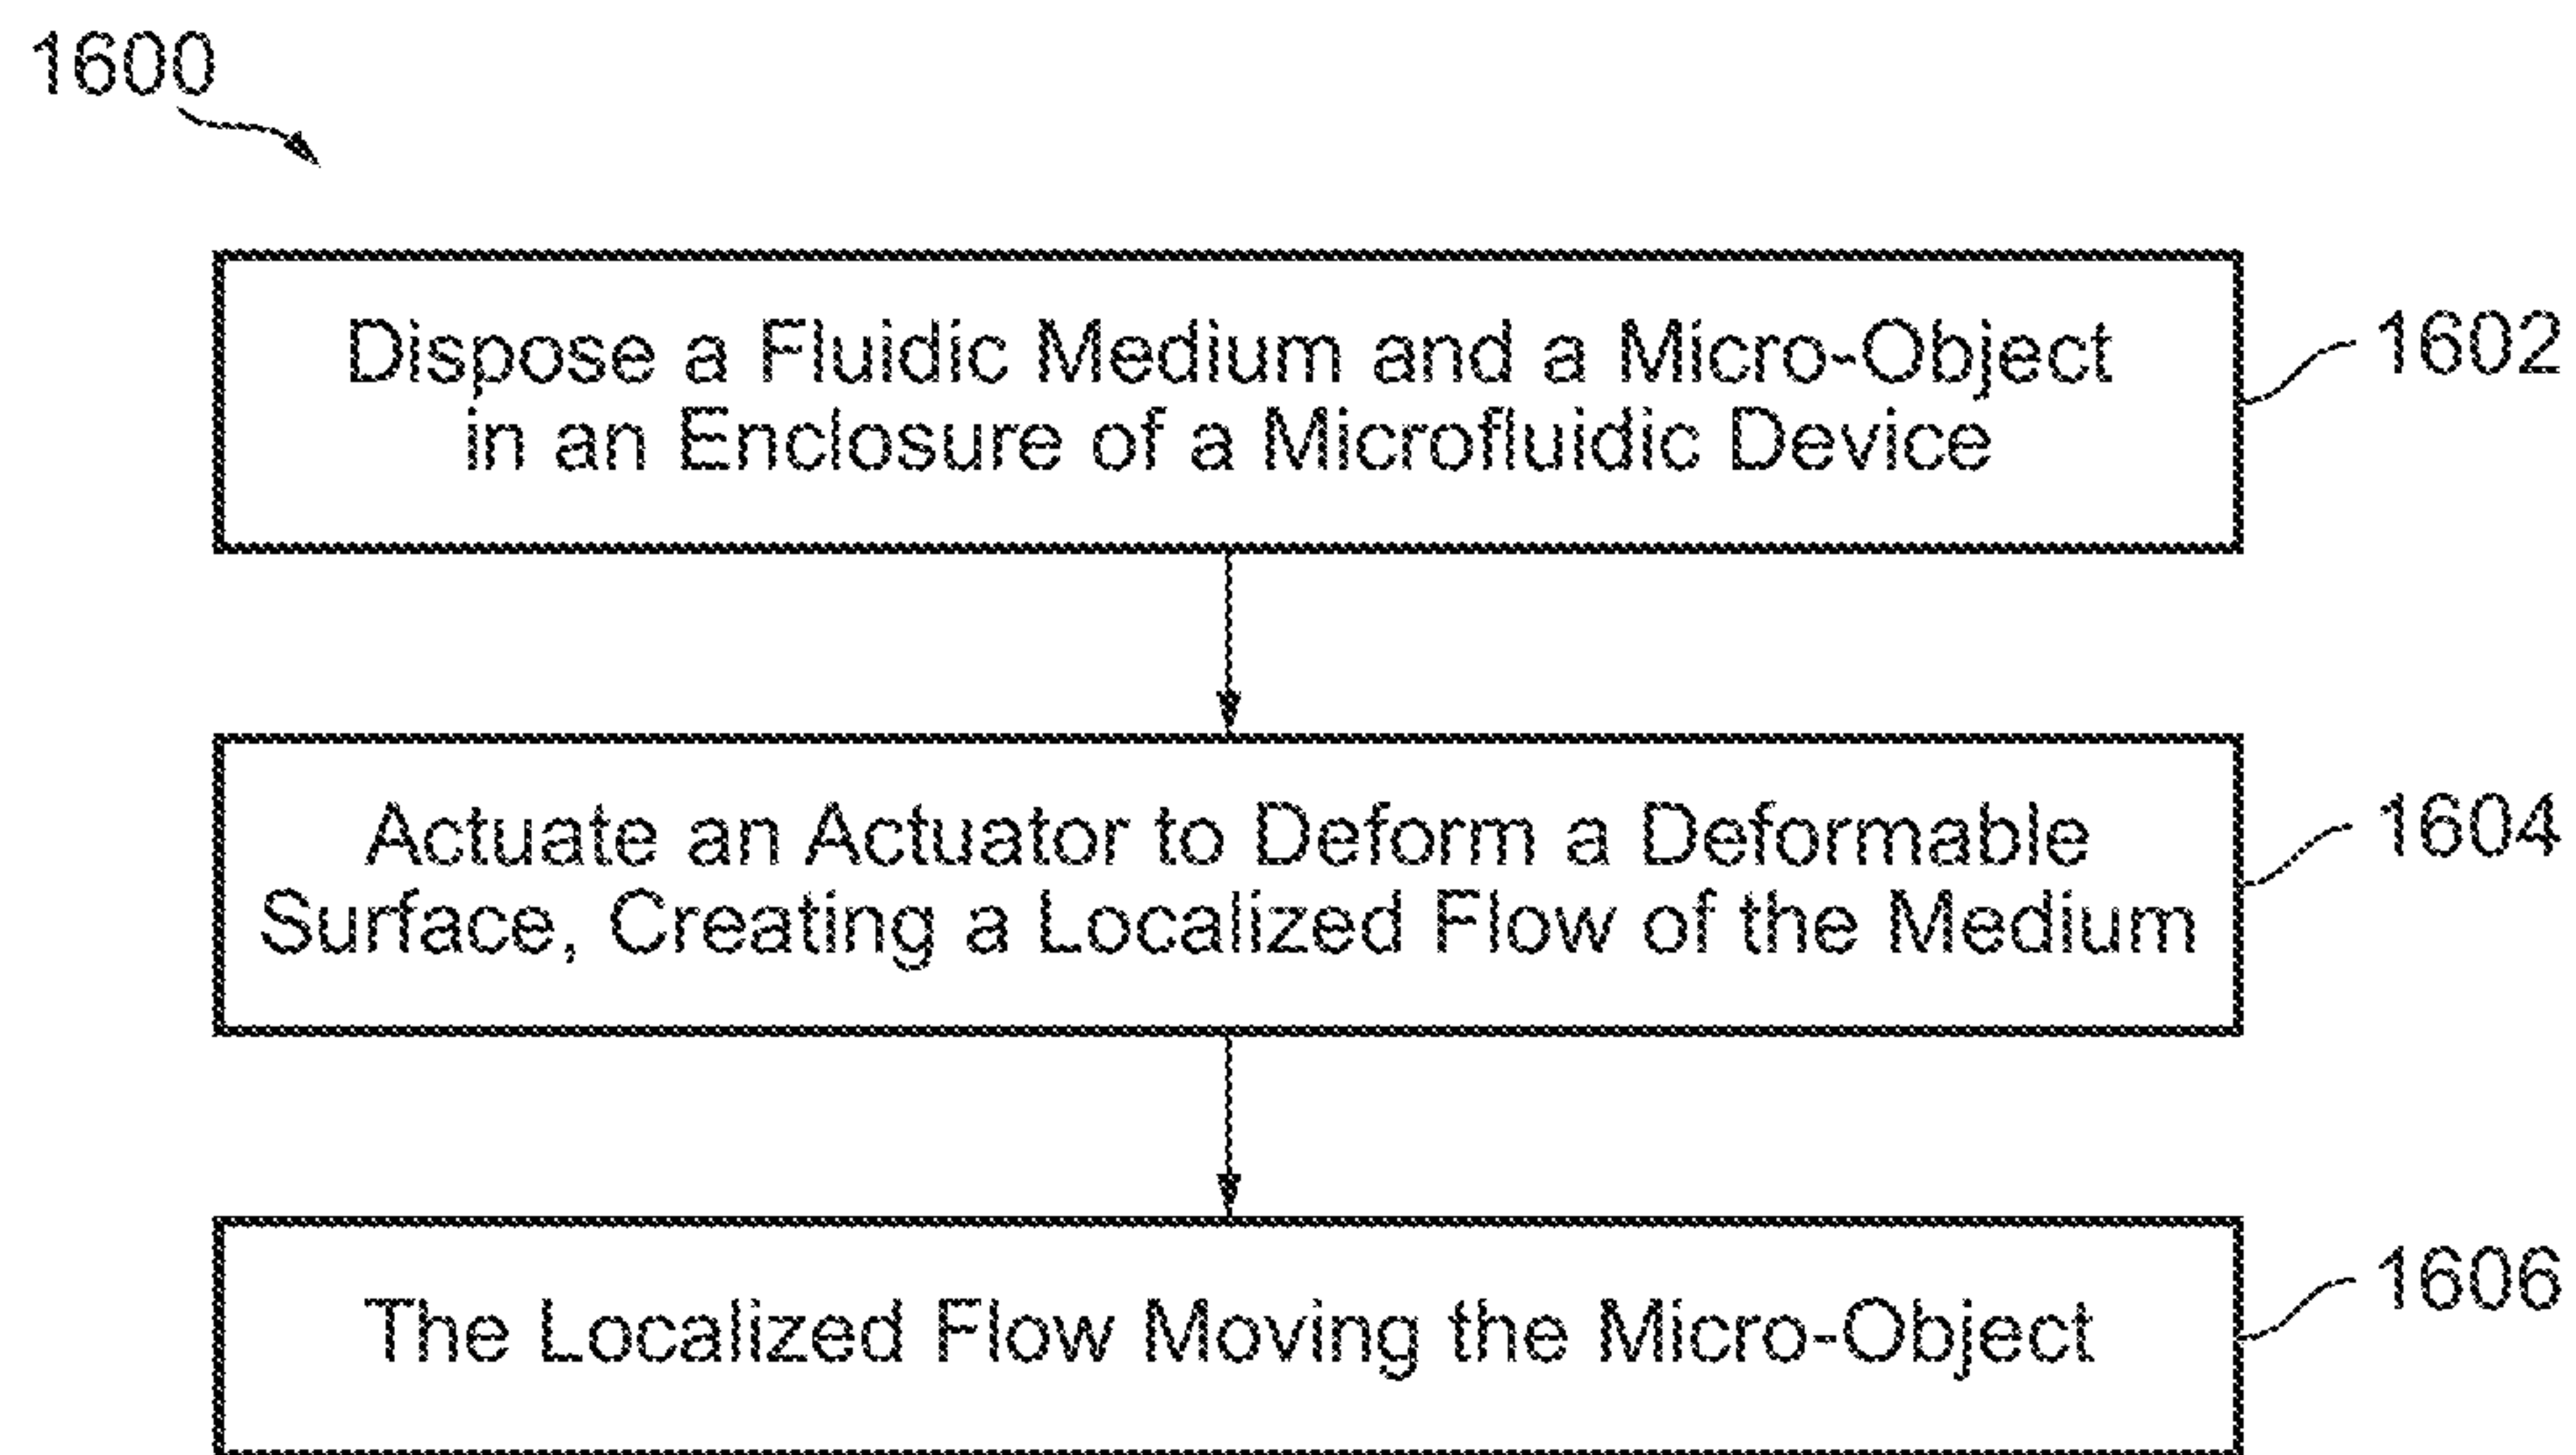 1600
Dispose a Fluidic Medium and a Micro-Object
in an Enclosure of a Microfluidic Device
1602
Actuate an Actuator to Deform a Deformable
Surface, Creating a Localized Flow of the Medium
1604
The Localized Flow Moving the Micro-Object
1606